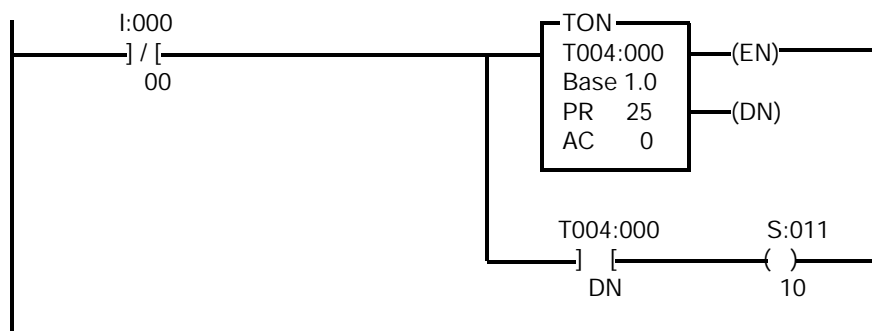 I:000
] / [
00
TON
T004:000
Base 1.0
PR 25
AC 0
(EN)
(DN)
T004:000
] [
DN
S:011
( )
10